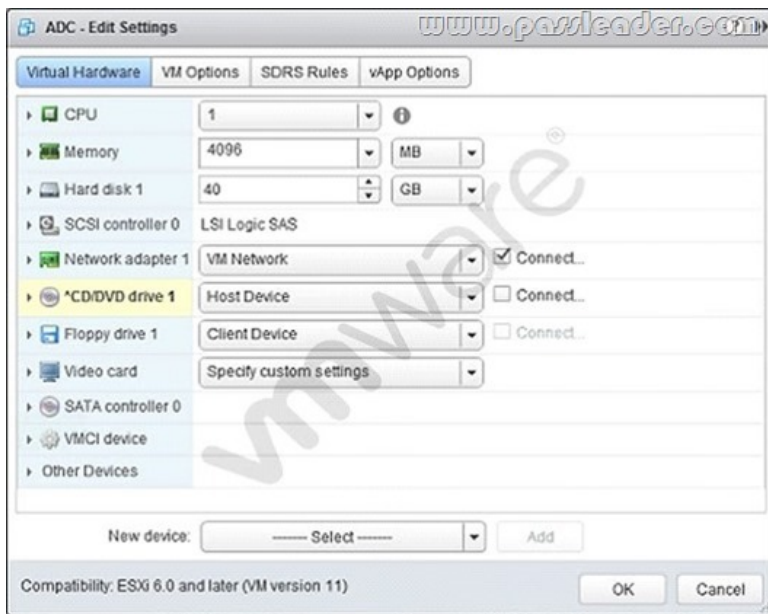 ADC - Edit Settings
www.passleader.com
Virtual Hardware VM Options SDRS Rules vApp Options
CPU 1
Memory 4096 MB
Hard disk 1 40 GB
SCSI controller 0 LSI Logic SAS
Network adapter 1 VM Network Connect...
^CD/DVD drive 1 Host Device Connect...
Floppy drive 1 Client Device Connect...
Video card Specify custom settings
SATA controller 0
VMCI device
Other Devices
vmware®
New device: ------- Select ------- Add
Compatibility: ESXi 6.0 and later (VM version 11) OK Cancel